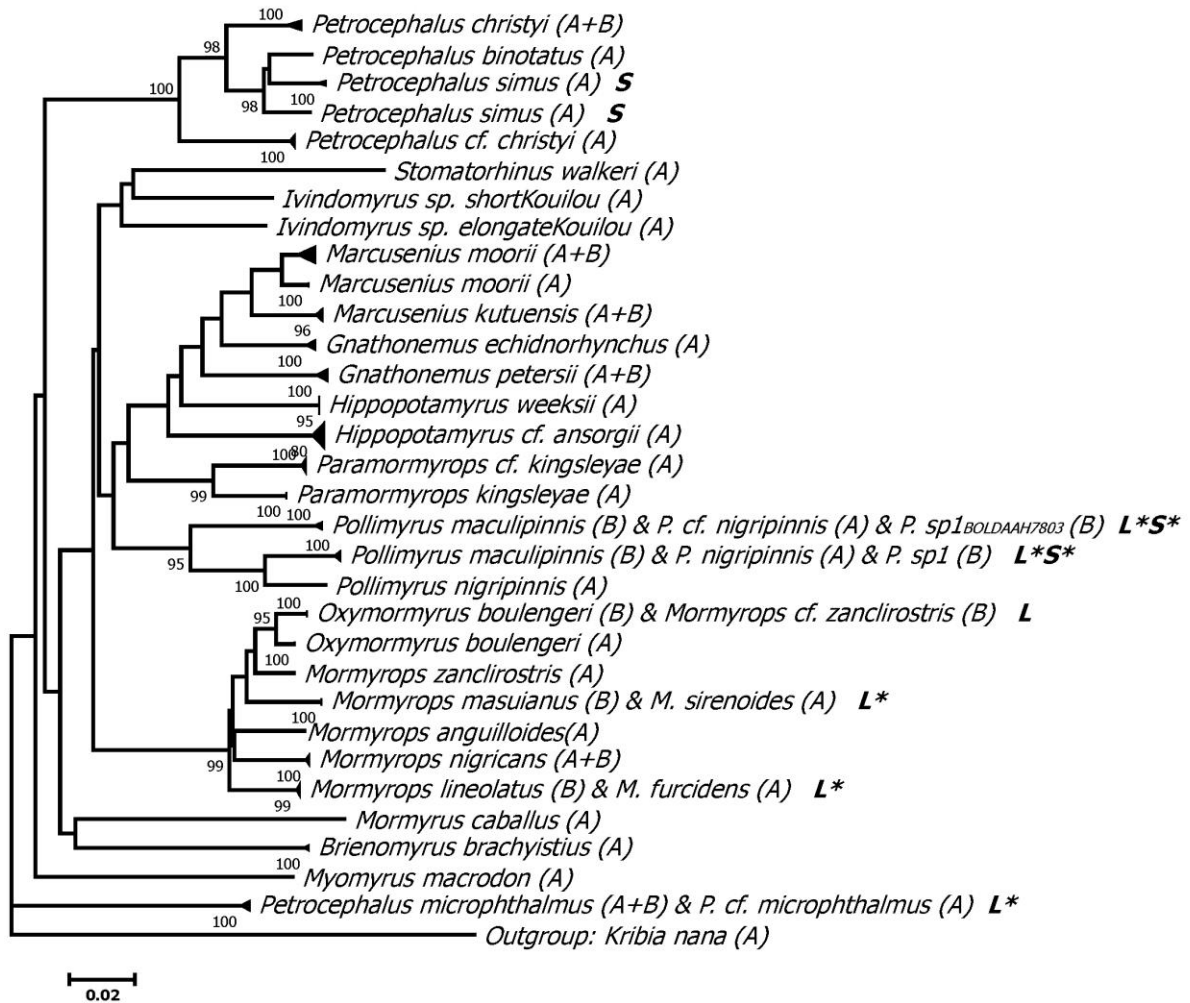 100 Petrocephalus christyi (A+B)
98
Petrocephalus binotatus (A)
Petrocephalus simus (A) S
100
98 100 Petrocephalus simus (A) S
Petrocephalus cf. christyi (A)
100
Stomatorhinus walkeri (A)
Ivindomyrus sp. shortKouilou (A)
Ivindomyrus sp. elongateKouilou (A)
Marcusenius moorii (A+B)
Marcusenius moorii (A)
100 Marcusenius kutuensis (A+B)
96 Gnathonemus echidnorhynchus (A)
100 Gnathonemus petersii (A+B)
100 Hippopotamyrus weeksii (A)
95 Hippopotamyrus cf. ansorgii (A)
100 80 Paramormyrops cf. kingsleyae (A)
99 Paramormyrops kingsleyae (A)
100 100 Pollimyrus maculipinnis (B) & P. cf. nigripinnis (A) & P. sp1BOLDAAH7803 (B) L*S*
100 Pollimyrus maculipinnis (B) & P. nigripinnis (A) & P. sp1 (B) L*S*
95
100 Pollimyrus nigripinnis (A)
95 100 Oxymormyrus boulengeri (B) & Mormyrops cf. zanclirostris (B) L
Oxymormyrus boulengeri (A)
100 Mormyrops zanclirostris (A)
Mormyrops masuianus (B) & M. sirenoides (A) L*
100 Mormyrops anguilloides(A)
Mormyrops nigricans (A+B)
99
100 Mormyrops lineolatus (B) & M. furcidens (A) L*
99
Mormyrus caballus (A)
Brienomyrus brachyistius (A)
100 Myomyrus macrodon (A)
Petrocephalus microphthalmus (A+B) & P. cf. microphthalmus (A) L*
100
Outgroup: Kribia nana (A)
0.02